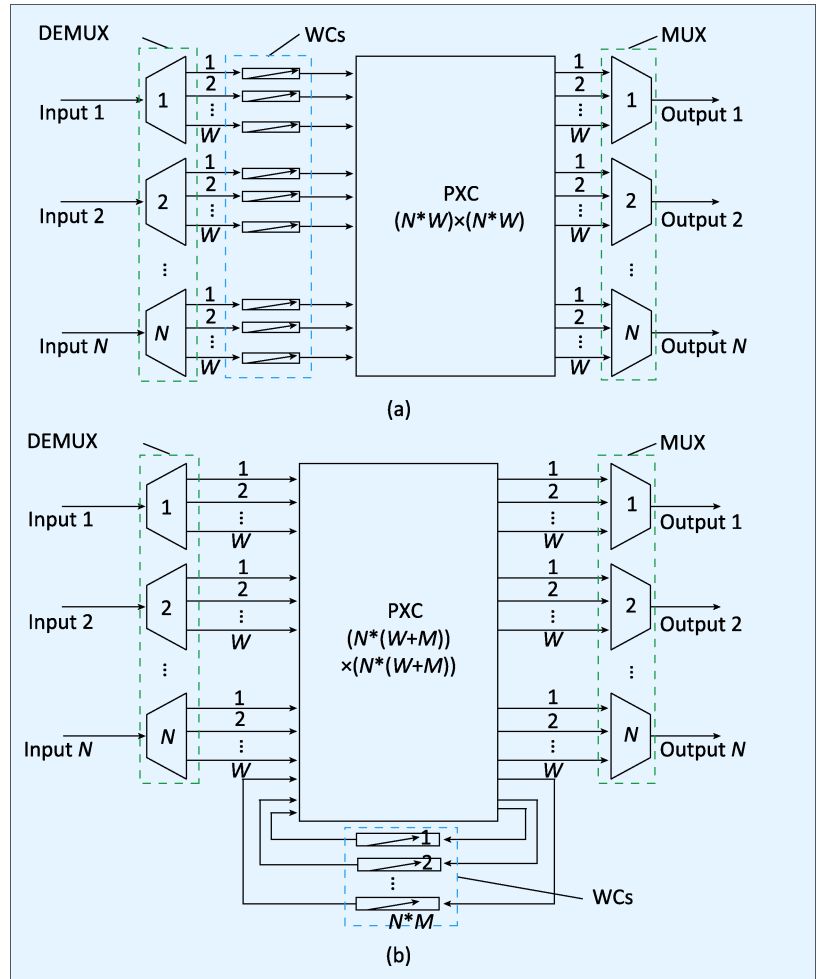 DEMUX WCs MUX
1 1
2 2
Input 1 1 ... ... 1 Output 1
W W
1 1
2 2
Input 2 2 ... PXC ... 2 Output 2
W (N*W)×(N*W) W
... ...
1 1
2 2
Input N N ... ... N Output N
W W
(a)
DEMUX MUX
1 1
2 2
Input 1 1 ... ... 1 Output 1
W W
1 1
2 2
Input 2 2 ... PXC ... 2 Output 2
W (N*(W+M)) W
... ×(N*(W+M)) ...
1 1
2 2
Input N N ... ... N Output N
W W
1
2
...
WCs
N*M
(b)